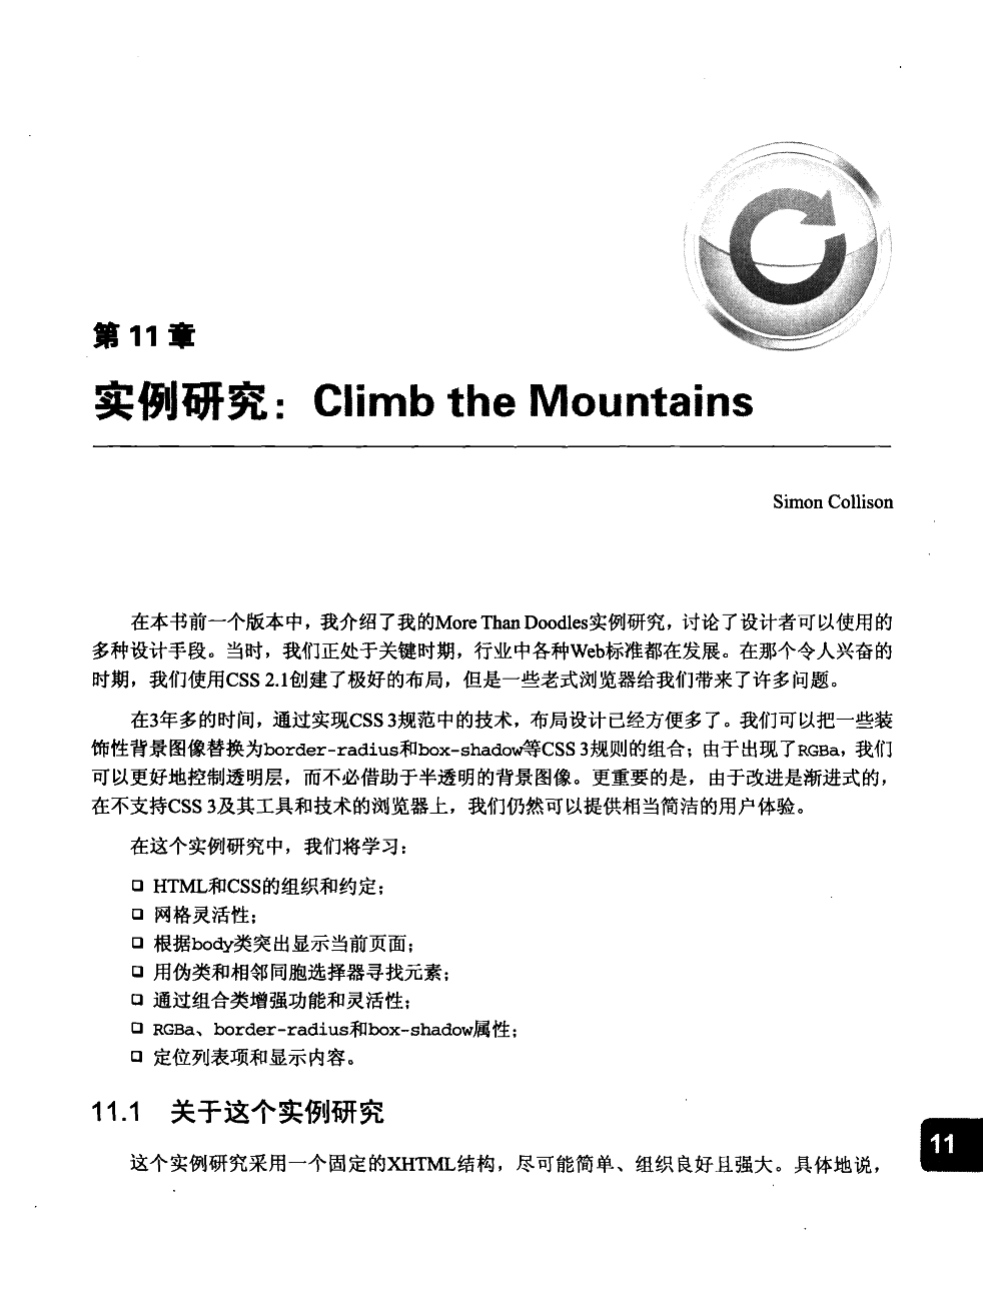 第 11 章
实例研究：Climb the Mountains
Simon Collison
在本书前一个版本中，我介绍了我的More Than Doodles实例研究，讨论了设计者可以使用的
多种设计手段。当时，我们正处于关键时期，行业中各种Web标准都在发展。在那个令人兴奋的
时期，我们使用CSS 2.1创建了极好的布局，但是一些老式浏览器给我们带来了许多问题。
在3年多的时间，通过实现CSS 3规范中的技术，布局设计已经方便多了。我们可以把一些装
饰性背景图像替换为border-radius和box-shadow等CSS 3规则的组合；由于出现了RGBa，我们
可以更好地控制透明层，而不必借助于半透明的背景图像。更重要的是，由于改进是渐进式的，
在不支持CSS 3及其工具和技术的浏览器上，我们仍然可以提供相当简洁的用户体验。
在这个实例研究中，我们将学习：
❑ HTML和CSS的组织和约定；
❑ 网格灵活性；
❑ 根据body类突出显示当前页面；
❑ 用伪类和相邻同胞选择器寻找元素；
❑ 通过组合类增强功能和灵活性；
❑ RGBa、border-radius和box-shadow属性；
❑ 定位列表项和显示内容。
11.1 关于这个实例研究
这个实例研究采用一个固定的XHTML结构，尽可能简单、组织良好且强大。具体地说，
11